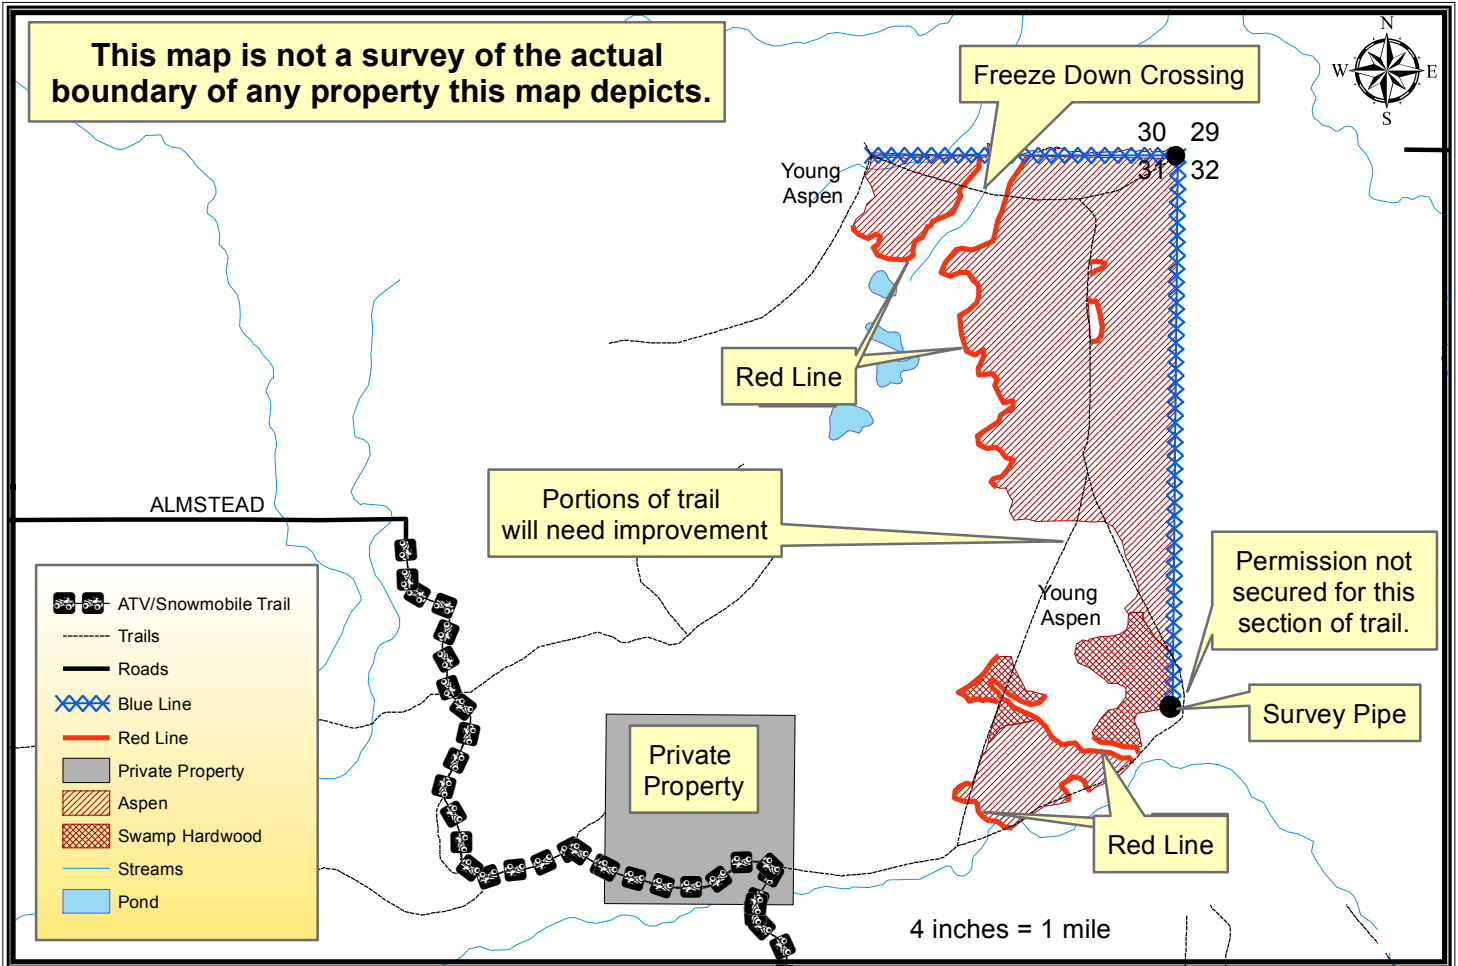 This map is not a survey of the actual
boundary of any property this map depicts.
N
W
E
S
Freeze Down Crossing
30 29
31 32
Young
Aspen
Red Line
ALMSTEAD
Portions of trail
will need improvement
Young
Aspen
Permission not
secured for this
section of trail.
Survey Pipe
ATV/Snowmobile Trail
Trails
Roads
Blue Line
Red Line
Private Property
Aspen
Swamp Hardwood
Streams
Pond
Private
Property
Red Line
4 inches = 1 mile